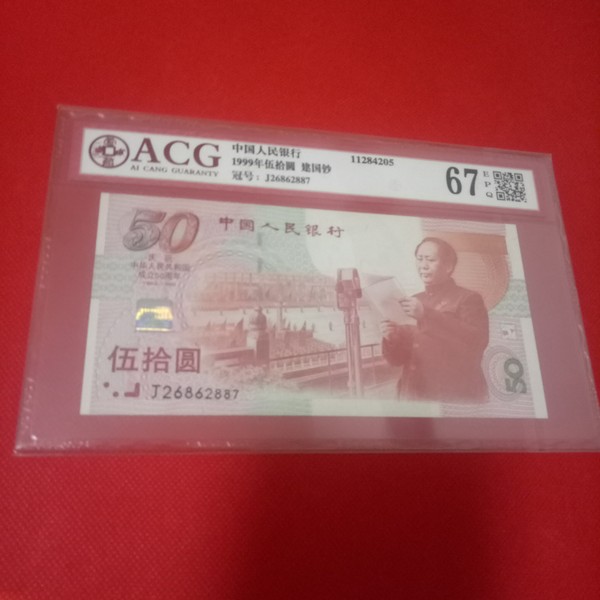 ACG
AI CANG GUARANTY
中国人民银行
1999年伍拾圆 建国钞
冠号: J26862887
11284205
67
EPQ
50
中国人民银行
庆祝
中华人民共和国
成立50周年
伍拾圆
J26862887
50